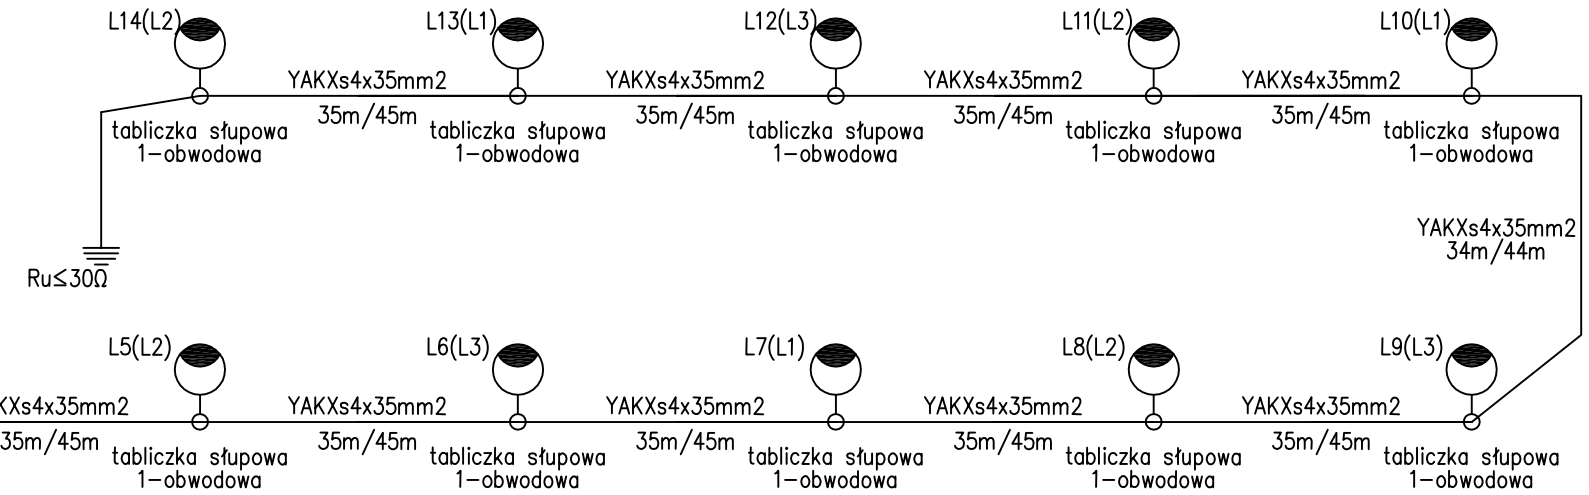 L14(L2)
L13(L1)
L12(L3)
L11(L2)
L10(L1)
YAKXs4x35mm2
35m/45m
YAKXs4x35mm2
35m/45m
YAKXs4x35mm2
35m/45m
YAKXs4x35mm2
35m/45m
tabliczka słupowa
1-obwodowa
tabliczka słupowa
1-obwodowa
tabliczka słupowa
1-obwodowa
tabliczka słupowa
1-obwodowa
tabliczka słupowa
1-obwodowa
YAKXs4x35mm2
34m/44m
Ru≤30Ω
L5(L2)
L6(L3)
L7(L1)
L8(L2)
L9(L3)
KXs4x35mm2
35m/45m
YAKXs4x35mm2
35m/45m
YAKXs4x35mm2
35m/45m
YAKXs4x35mm2
35m/45m
YAKXs4x35mm2
35m/45m
tabliczka słupowa
1-obwodowa
tabliczka słupowa
1-obwodowa
tabliczka słupowa
1-obwodowa
tabliczka słupowa
1-obwodowa
tabliczka słupowa
1-obwodowa